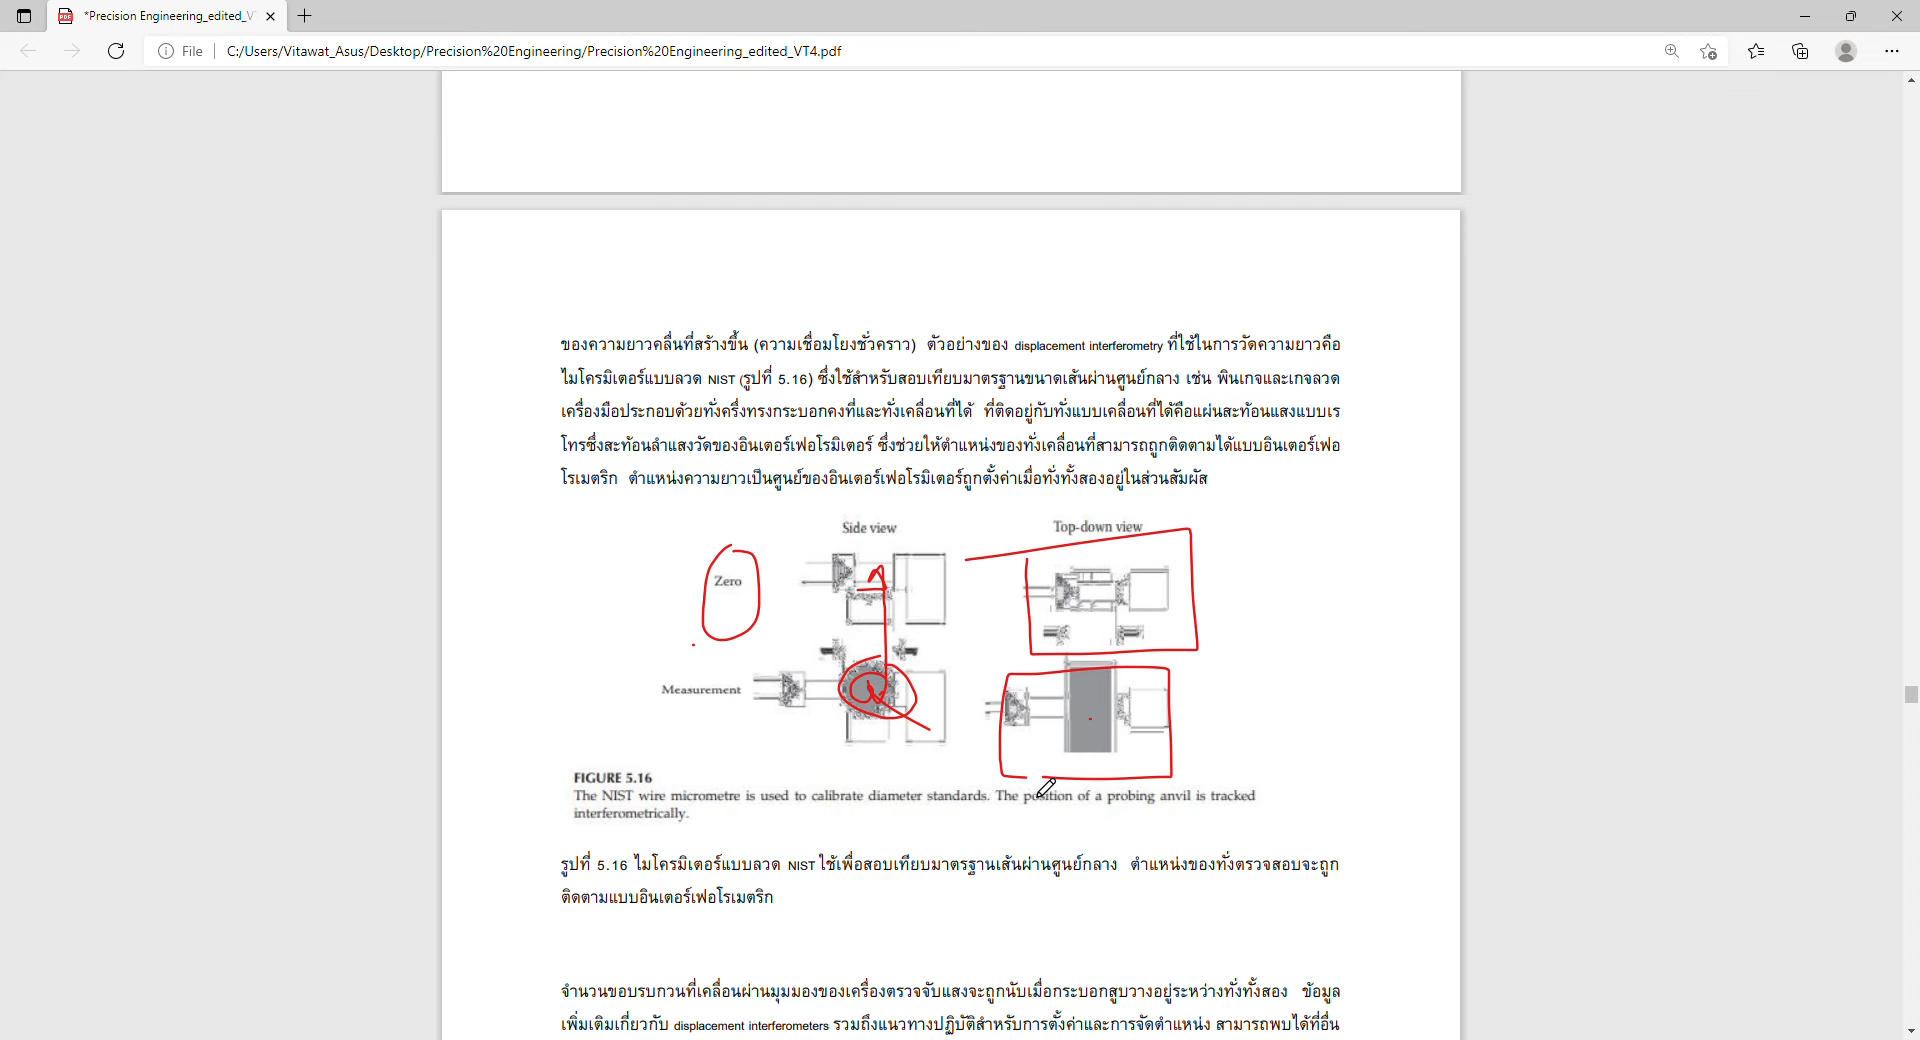 *Precision Engineering_edited_V
File
C:/Users/Vitawat_Asus/Desktop/Precision%20Engineering/Precision%20Engineering_edited_VT4.pdf
ของความยาวคลื่นที่สร้างขึ้น (ความเชื่อมโยงชั่วคราว) ตัวอย่างของ displacement interferometry ที่ใช้ในการวัดความยาวคือ
ไมโครมิเตอร์แบบลวด NIST (รูปที่ 5.16) ซึ่งใช้สำหรับสอบเทียบมาตรฐานขนาดเส้นผ่านศูนย์กลาง เช่น พินเกจและเกจลวด
เครื่องมือประกอบด้วยทั่งครึ่งทรงกระบอกคงที่และทั่งเคลื่อนที่ได้ ที่ติดอยู่กับทั่งแบบเคลื่อนที่ได้คือแผ่นสะท้อนแสงแบบเร
โทรซึ่งสะท้อนลำแสงวัดของอินเตอร์เฟอโรมิเตอร์ ซึ่งช่วยให้ตำแหน่งของทั่งเคลื่อนที่สามารถถูกติดตามได้แบบอินเตอร์เฟอ
โรเมตริก ตำแหน่งความยาวเป็นศูนย์ของอินเตอร์เฟอโรมิเตอร์ถูกตั้งค่าเมื่อทั่งทั้งสองอยู่ในส่วนสัมผัส
Side view
Top-down view
Zero
Measurement
FIGURE 5.16
The NIST wire micrometre is used to calibrate diameter standards. The position of a probing anvil is tracked
interferometrically.
รูปที่ 5.16 ไมโครมิเตอร์แบบลวด NIST ใช้เพื่อสอบเทียบมาตรฐานเส้นผ่านศูนย์กลาง ตำแหน่งของทั่งตรวจสอบจะถูก
ติดตามแบบอินเตอร์เฟอโรเมตริก
จำนวนขอบรบกวนที่เคลื่อนผ่านมุมมองของเครื่องตรวจจับแสงจะถูกนับเมื่อกระบอกสูบวางอยู่ระหว่างทั่งทั้งสอง ข้อมูล
เพิ่มเติมเกี่ยวกับ displacement interferometers รวมถึงแนวทางปฏิบัติสำหรับการตั้งค่าและการจัดตำแหน่ง สามารถพบได้ที่อื่น